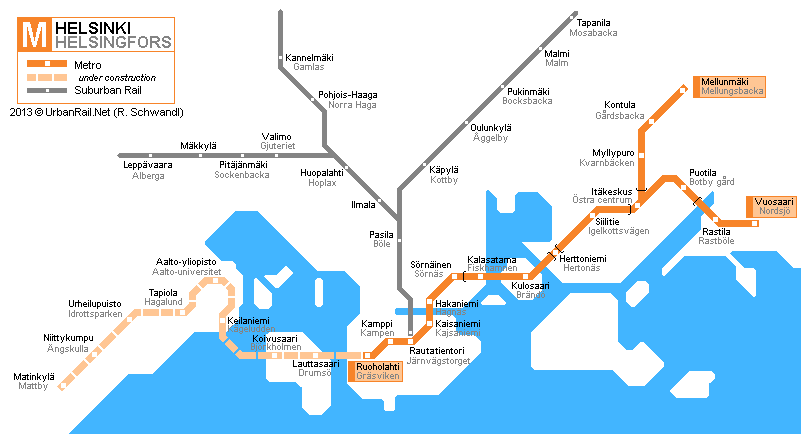 M HELSINKI
HELSINGFORS
Metro
under construction
Suburban Rail
2013 © UrbanRail.Net (R. Schwandl)
Tapanila
Mosabacka
Malmi
Malm
Kannelmäki
Gamlas
Pukinmäki
Bocksbacka
Mellunmäki
Mellungsbacka
Pohjois-Haaga
Norra Haga
Kontula
Gårdsbacka
Oulunkylä
Åggelby
Valimo
Gjuteriet
Mäkkylä
Myllypuro
Kvarnbäcken
Leppävaara
Alberga
Pitäjänmäki
Sockenbacka
Huopalahti
Hoplax
Käpylä
Kottby
Puotila
Botby gård
Itäkeskus
Östra centrum
Ilmala
Vuosaari
Nordsjö
Siilitie
Igelkottsvägen
Rastila
Rastböle
Pasila
Böle
Herttoniemi
Hertonäs
Kalasatama
Fiskhamnen
Sörnäinen
Sörnäs
Kulosaari
Brändö
Aalto-yliopisto
Aalto-universitet
Tapiola
Hagalund
Urheilupuisto
Idrottsparken
Hakaniemi
Hagnäs
Keilaniemi
Kägeludden
Kaisaniemi
Kajsaniemi
Kamppi
Kampen
Niittykumpu
Ängskulla
Koivusaari
Björkholmen
Rautatientori
Järnvägstorget
Lauttasaari
Drumsö
Ruoholahti
Gräsviken
Matinkylä
Mattby